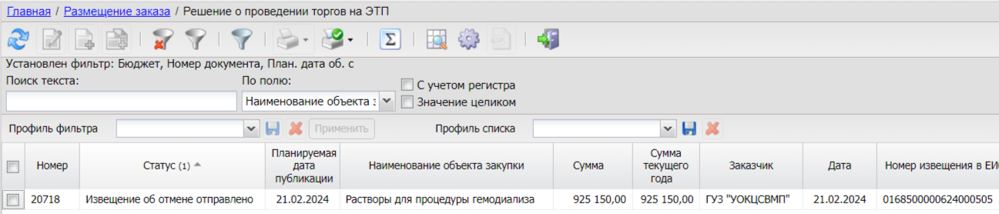 Главная / Размещение заказа / Решение о проведении торгов на ЭТП
Установлен фильтр: Бюджет, Номер документа, План. дата об. с
Поиск текста: По полю:
С учетом регистра
Наименование объекта з
Значение целиком
Профиль фильтра Применить Профиль списка
Номер Статус (1) Планируемая дата публикации Наименование объекта закупки Сумма Сумма текущего года Заказчик Дата Номер извещения в ЕИ
20718 Извещение об отмене отправлено 21.02.2024 Растворы для процедуры гемодиализа 925 150,00 925 150,00 ГУЗ "УОКЦСВМП" 21.02.2024 0168500000624000505